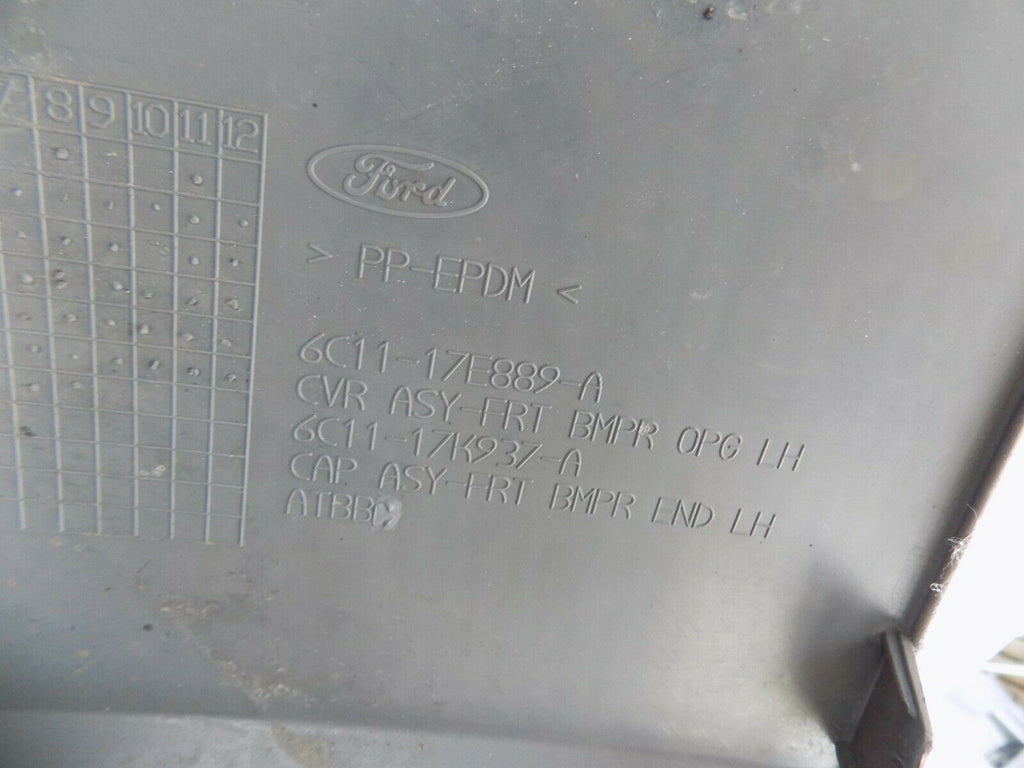 7 8 9 10 11 12
Ford
> PP-EPDM <
6C11-17E889-A
CVR ASY-FRT BMPR OPG LH
6C11-17K937-A
CAP ASY-FRT BMPR END LH